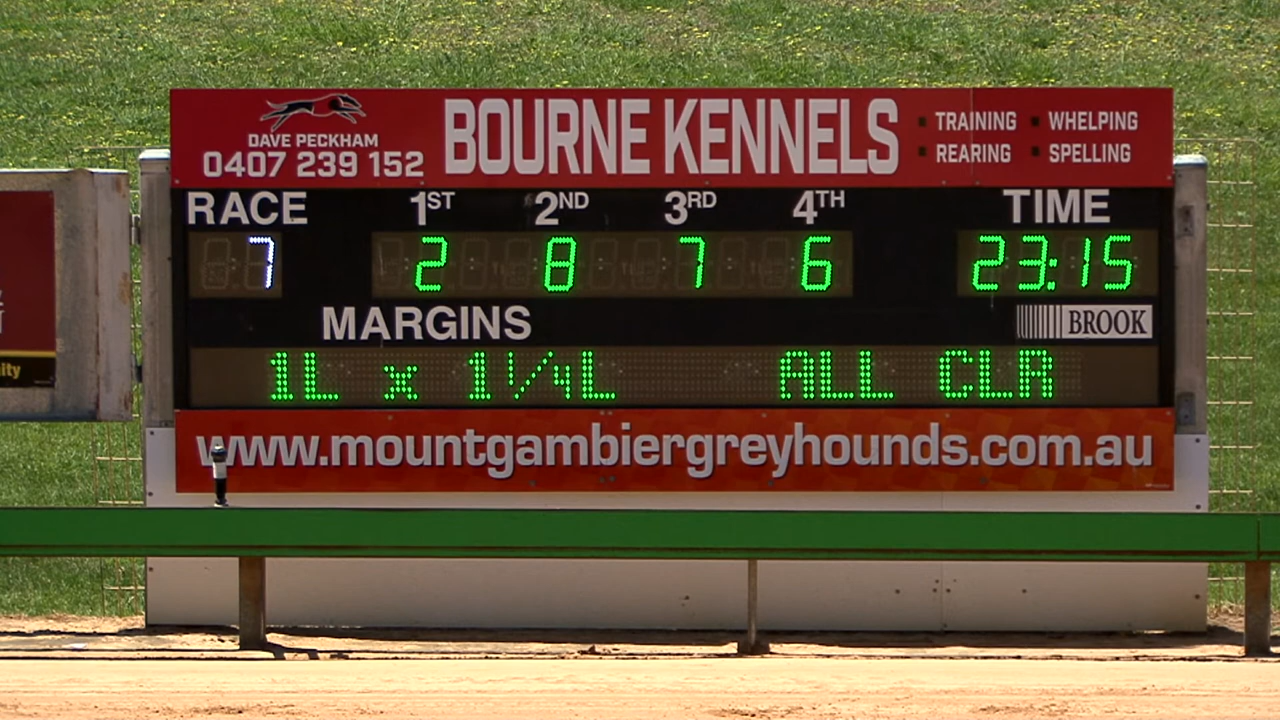 DAVE PECKHAM
0407 239 152
BOURNE KENNELS
TRAINING WHELPING
REARING SPELLING
RACE 1ST 2ND 3RD 4TH TIME
7 2 8 7 6 23:15
MARGINS
BROOK
1L x 1¼L ALL CLR
www.mountgambiergreyhounds.com.au